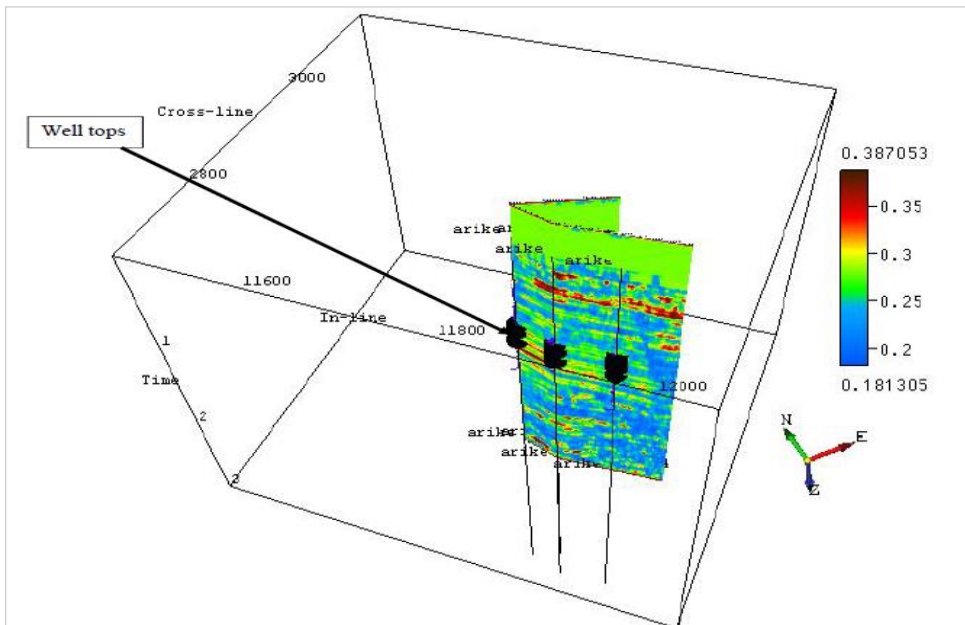 3000
Cross-line
Well tops
2800
0.387053
0.35
0.3
0.25
0.2
0.181305
arike
arike
arike
11600
In-line
11800
12000
1
Time
2
3
N
E
Z
arike
arike
arike